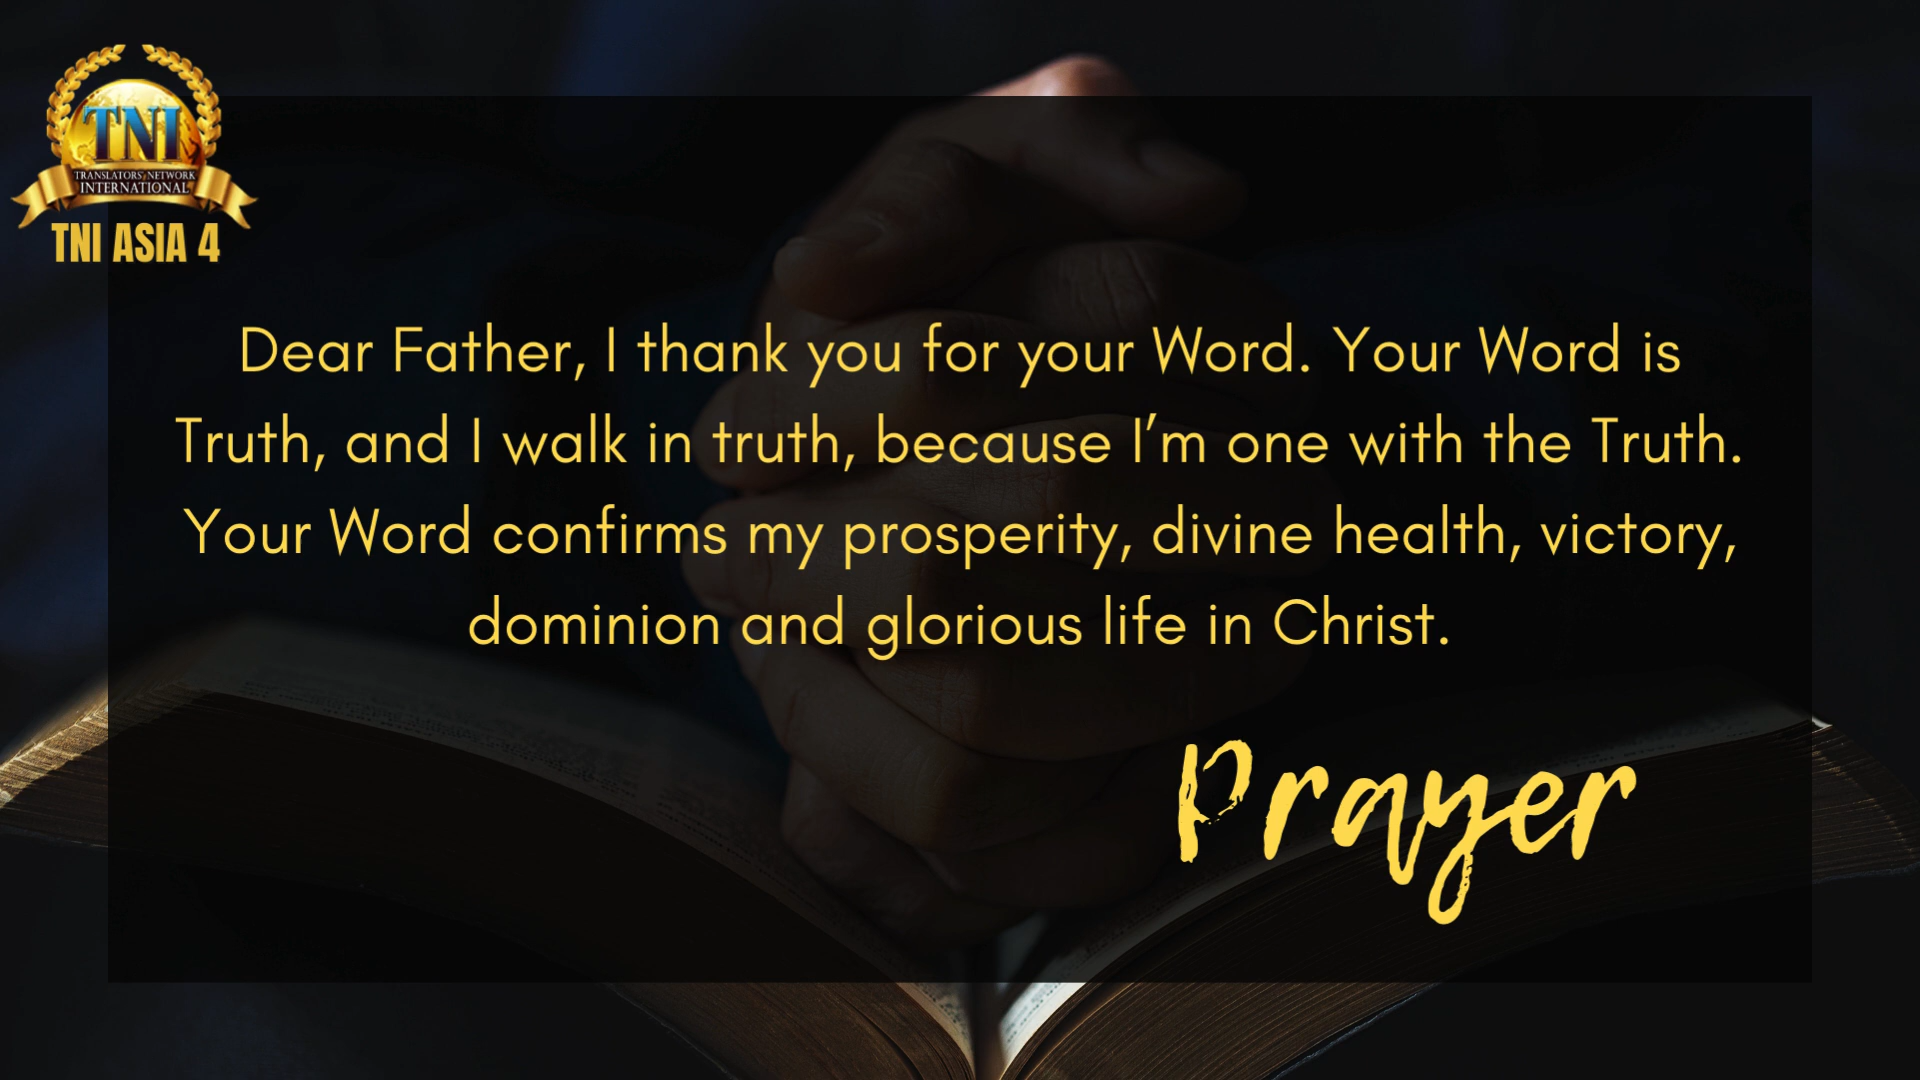 TNI
TRANSLATORS' NETWORK
INTERNATIONAL
TNI ASIA 4
Dear Father, I thank you for your Word. Your Word is
Truth, and I walk in truth, because I’m one with the Truth.
Your Word confirms my prosperity, divine health, victory,
dominion and glorious life in Christ.
Prayer